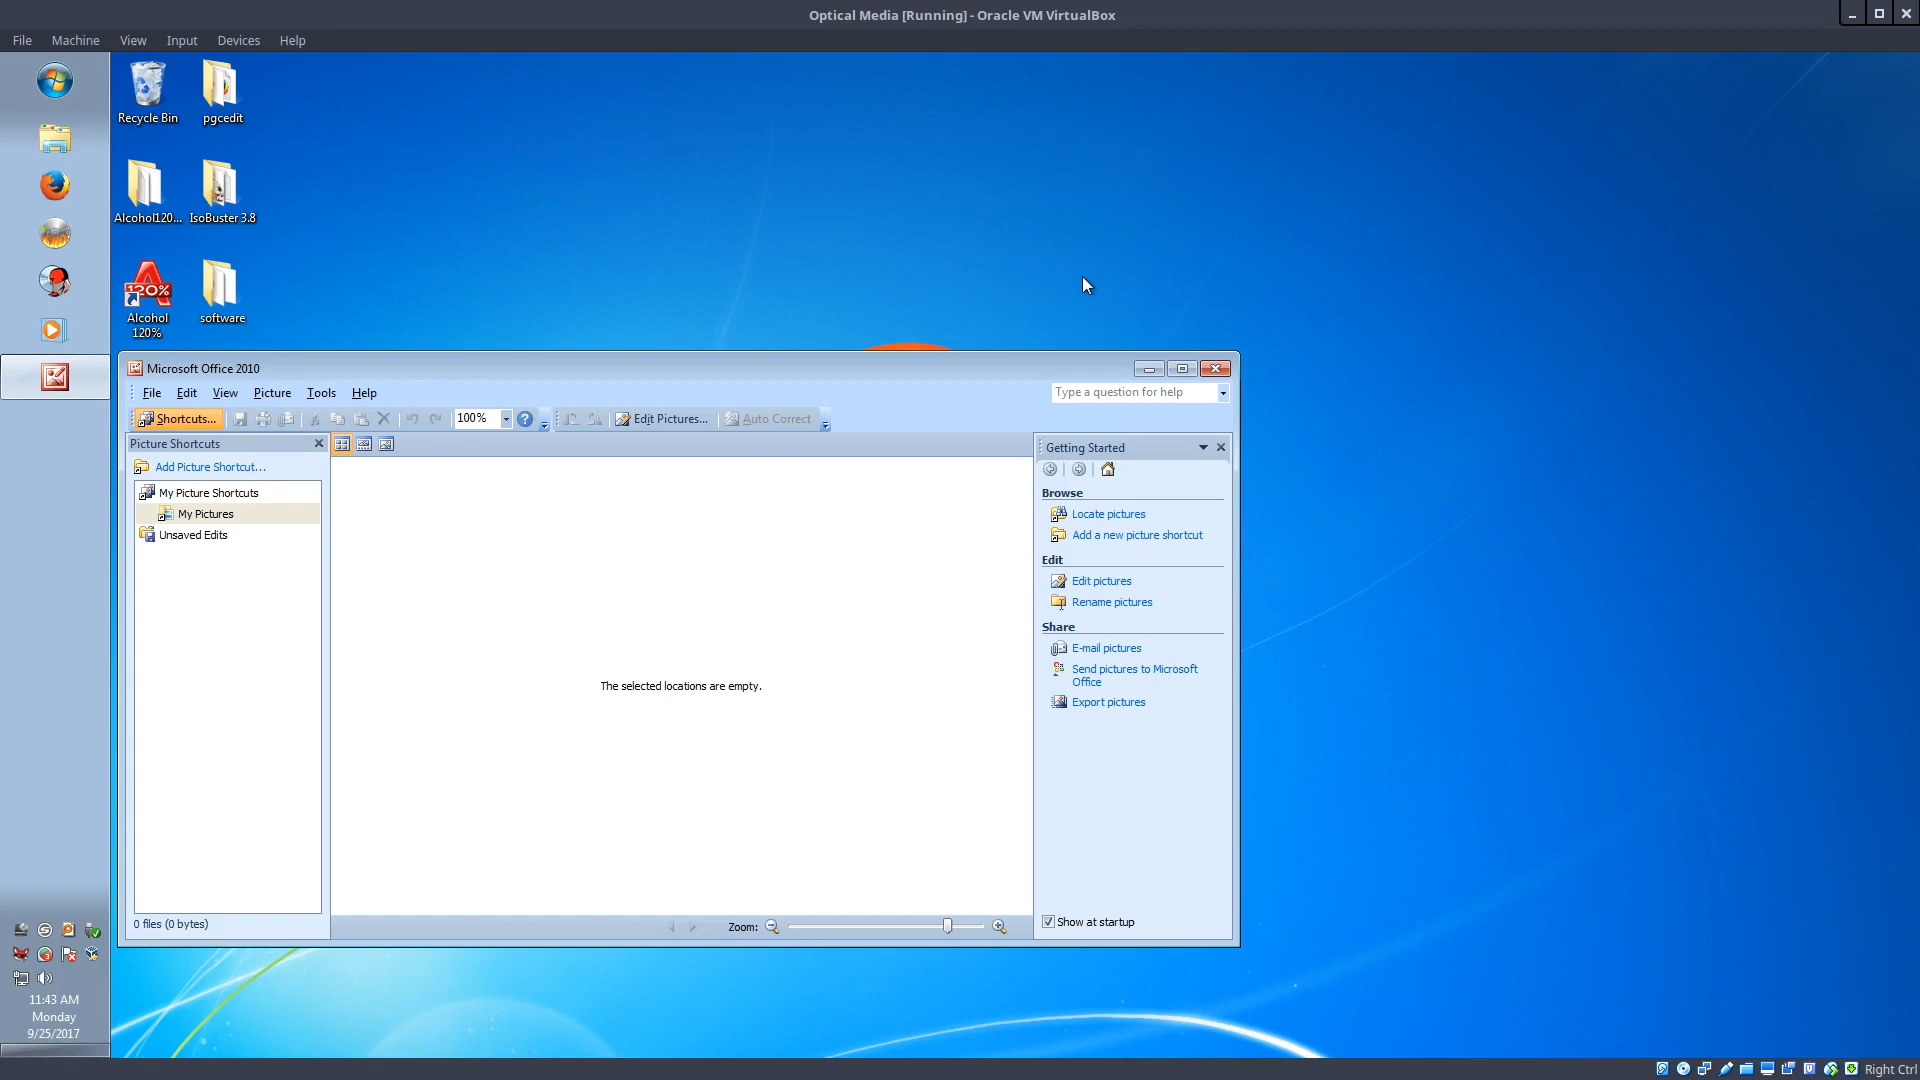 Optical Media [Running] - Oracle VM VirtualBox
File Machine View Input Devices Help
Recycle Bin
pgcedit
Alcohol120...
IsoBuster 3.8
120%
Alcohol
120%
software
Microsoft Office 2010
File Edit View Picture Tools Help
Type a question for help
Shortcuts...
100%
Edit Pictures...
Auto Correct
Picture Shortcuts
Add Picture Shortcut...
My Picture Shortcuts
My Pictures
Unsaved Edits
The selected locations are empty.
Getting Started
Browse
Locate pictures
Add a new picture shortcut
Edit
Edit pictures
Rename pictures
Share
E-mail pictures
Send pictures to Microsoft
Office
Export pictures
Show at startup
0 files (0 bytes)
Zoom:
11:43 AM
Monday
9/25/2017
Right Ctrl